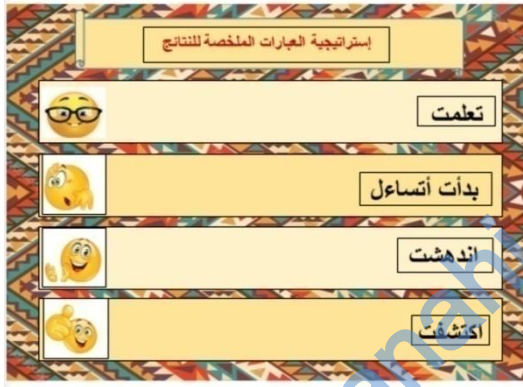 إستراتيجية العبارات الملخصة للنتائج
تعلمت
بدأت أتساءل
اندهشت
اكتشفت